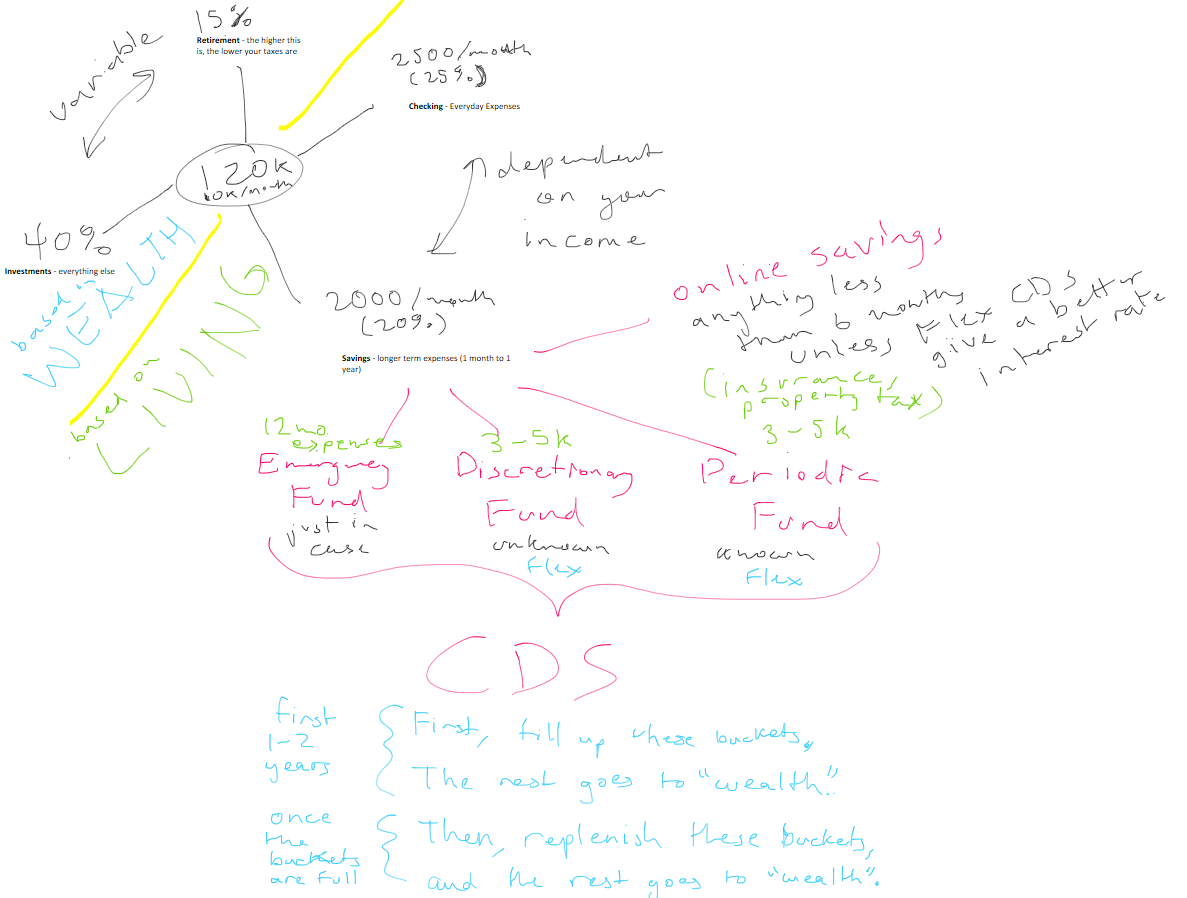 15%
Retirement - the higher this
is, the lower your taxes are
variable
2500/month
(25%)
Checking - Everyday Expenses
120K
10K/month
dependent
on your
income
40%
Investments - everything else
based in
WEALTH
based on
LIVING
2000/month
(20%)
Savings - longer term expenses (1 month to 1
year)
online savings
anything less
than 6 months
unless Flex CDS
give a better
interest rate
(insurance,
property tax)
3-5k
12 mo.
expenses
Emergency
Fund
just in
case
3-5k
Discretionary
Fund
unknown
Flex
Periodic
Fund
known
Flex
CDS
first
1-2
years
First, fill up these buckets,
The rest goes to "wealth".
once
the
buckets
are full
Then, replenish these buckets,
and the rest goes to "wealth".